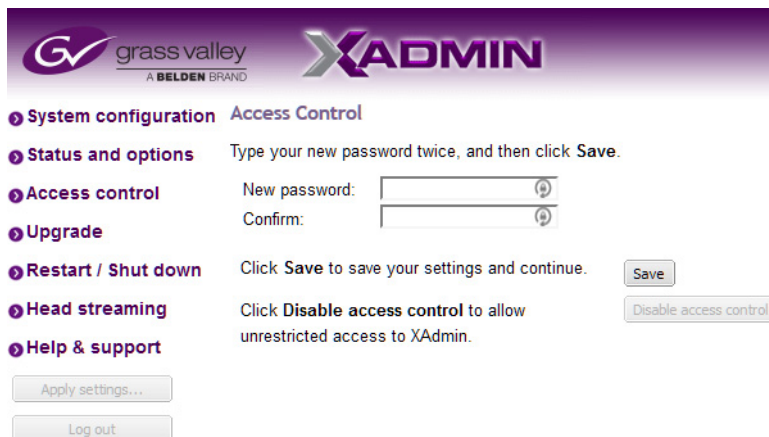 GV grass valley
A BELDEN BRAND
XADMIN
System configuration
Status and options
Access control
Upgrade
Restart / Shut down
Head streaming
Help & support
Apply settings...
Log out
Access Control
Type your new password twice, and then click Save.
New password:
Confirm:
Click Save to save your settings and continue.
Save
Click Disable access control to allow
unrestricted access to XAdmin.
Disable access control